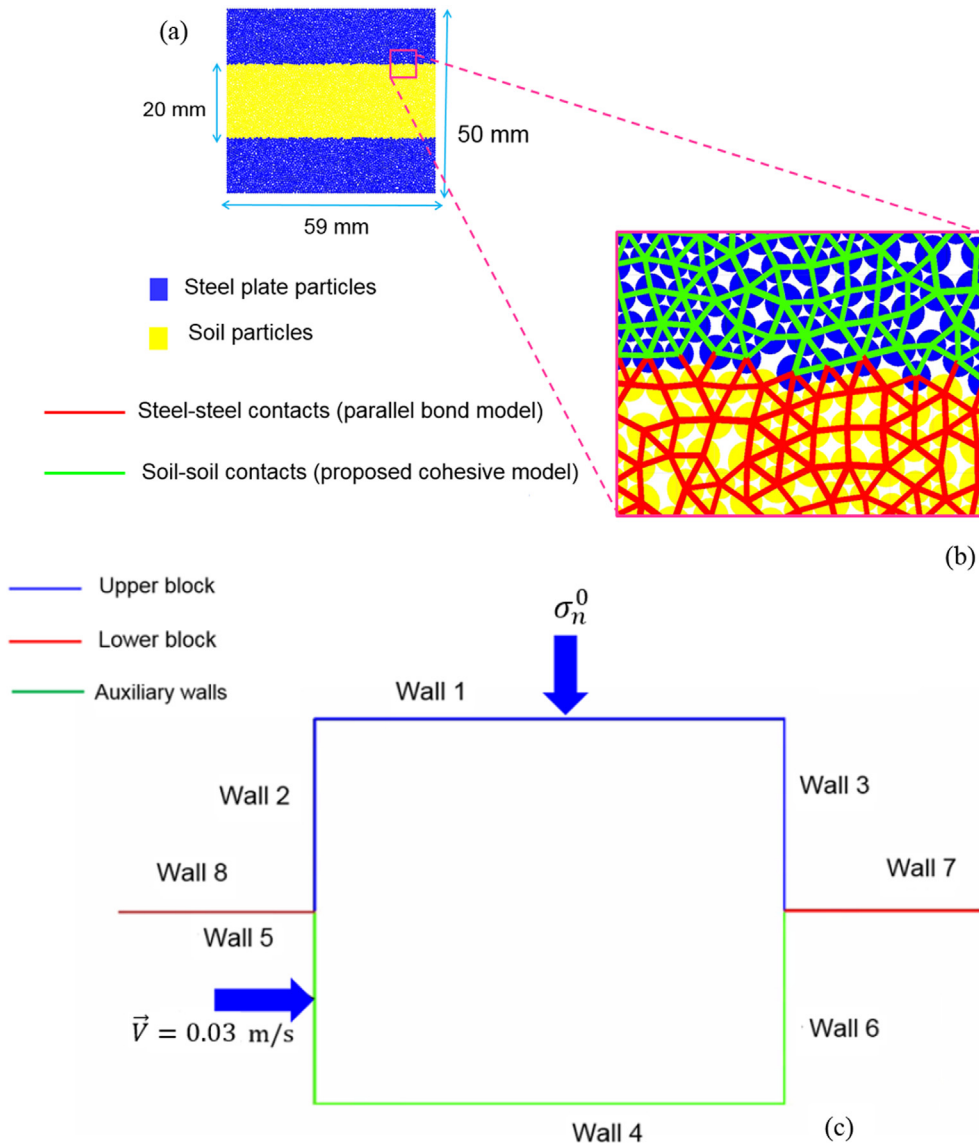 (a)
20 mm
50 mm
59 mm
Steel plate particles
Soil particles
Steel-steel contacts (parallel bond model)
Soil-soil contacts (proposed cohesive model)
(b)
Upper block
Lower block
Auxiliary walls
σ_n^0
Wall 1
Wall 2
Wall 3
Wall 8
Wall 7
Wall 5
V⃗ = 0.03 m/s
Wall 6
Wall 4
(c)